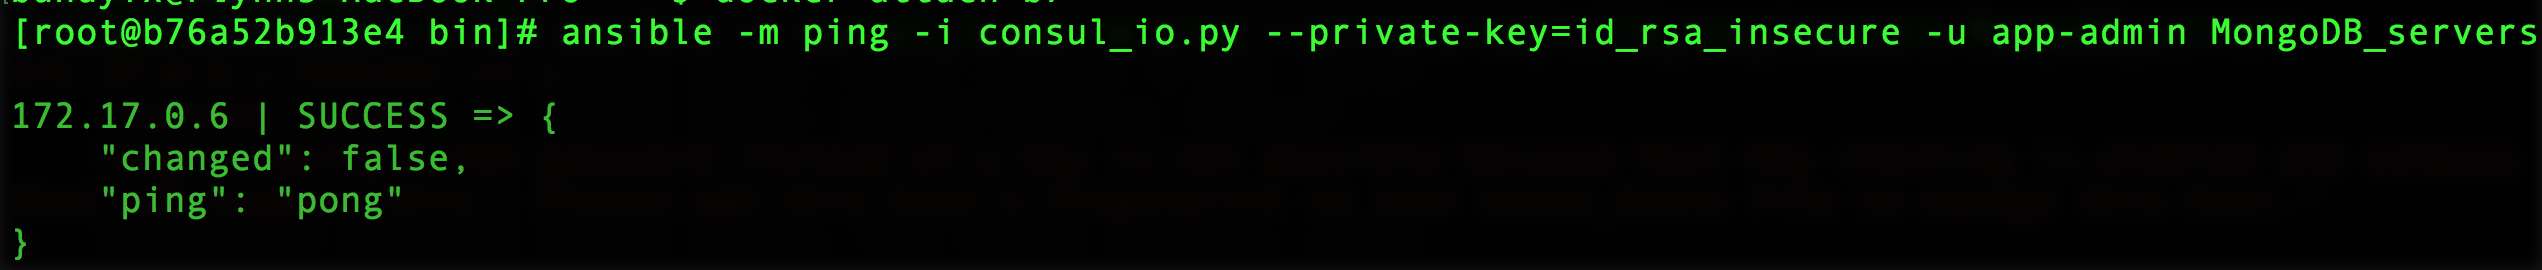 [root@b76a52b913e4 bin]# ansible -m ping -i consul_io.py --private-key=id_rsa_insecure -u app-admin MongoDB_servers
172.17.0.6 | SUCCESS => {
    "changed": false,
    "ping": "pong"
}